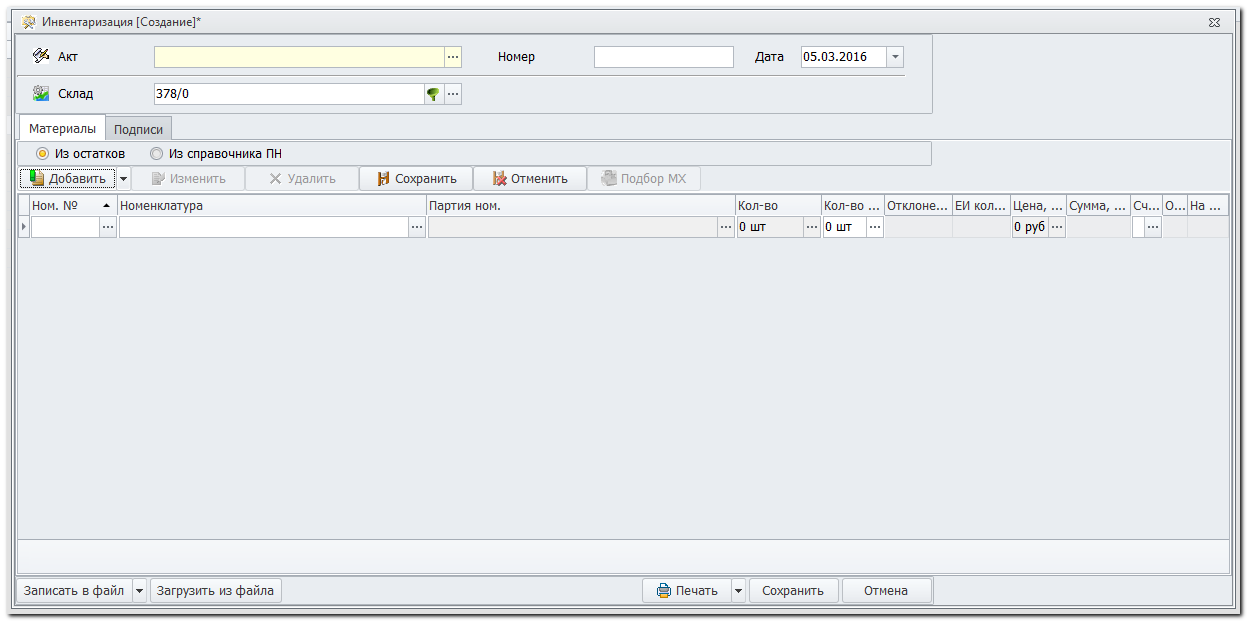 Инвентаризация [Создание]*
Акт ... Номер Дата 05.03.2016
Склад 378/0 ...
Материалы Подписи
Из остатков Из справочника ПН
Добавить Изменить Удалить Сохранить Отменить Подбор МХ
Ном. № Номенклатура Партия ном. Кол-во Кол-во ... Отклоне... ЕИ кол... Цена, ... Сумма, ... Сч... О... На ...
... ... ... 0 шт ... 0 шт ... 0 руб ... ...
Записать в файл Загрузить из файла Печать Сохранить Отмена